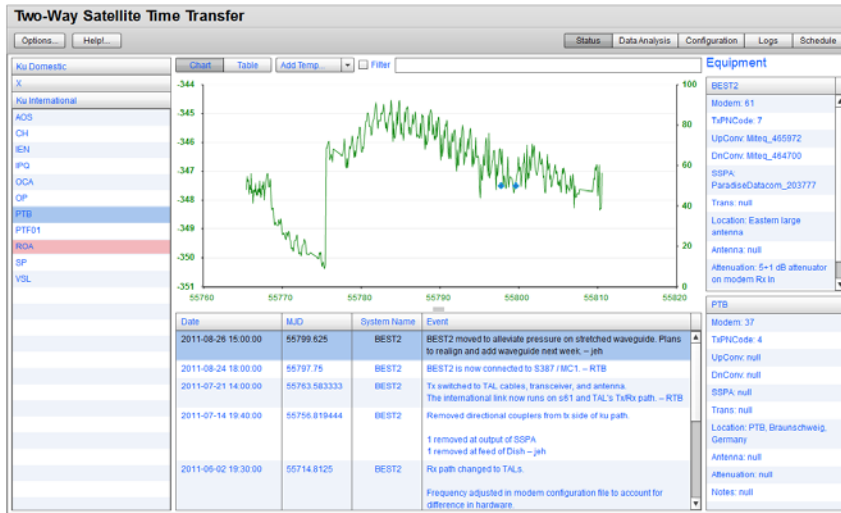 Two-Way Satellite Time Transfer
Options...
Help!...
Status
Data Analysis
Configuration
Logs
Schedule
Ku Domestic
X
Ku International
AOS
CH
IEN
IPQ
OCA
OP
PTB
PTF01
ROA
SP
VSL
Chart
Table
Add Temp...
Filter
-344
-345
-346
-347
-348
-349
-350
-351
100
80
60
40
20
0
55760
55770
55780
55790
55800
55810
55820
Date
MJD
System Name
Event
2011-08-26 15:00:00
55799.625
BEST2
BEST2 moved to alleviate pressure on stretched waveguide. Plans
to realign and add waveguide next week. – jeh
2011-08-24 18:00:00
55797.75
BEST2
BEST2 is now connected to S387 / MC1. – RTB
2011-07-21 14:00:00
55763.583333
BEST2
Tx switched to TAL cables, transceiver, and antenna.
The international link now runs on s61 and TAL's Tx/Rx path. – RTB
2011-07-14 19:40:00
55756.819444
BEST2
Removed directional couplers from tx side of ku path.
1 removed at output of SSPA
1 removed at feed of Dish – jeh
2011-06-02 19:30:00
55714.8125
BEST2
Rx path changed to TALs.
Frequency adjusted in modem configuration file to account for
difference in hardware.
Equipment
BEST2
Modem: 61
TxPNCode: 7
UpConv: Miteq_465972
DnConv: Miteq_464700
SSPA:
ParadiseDatacom_203777
Trans: null
Location: Eastern large
antenna
Antenna: null
Attenuation: 5+1 dB attenuator
on modem Rx In
PTB
Modem: 37
TxPNCode: 4
UpConv: null
DnConv: null
SSPA: null
Trans: null
Location: PTB, Braunschweig,
Germany
Antenna: null
Attenuation: null
Notes: null